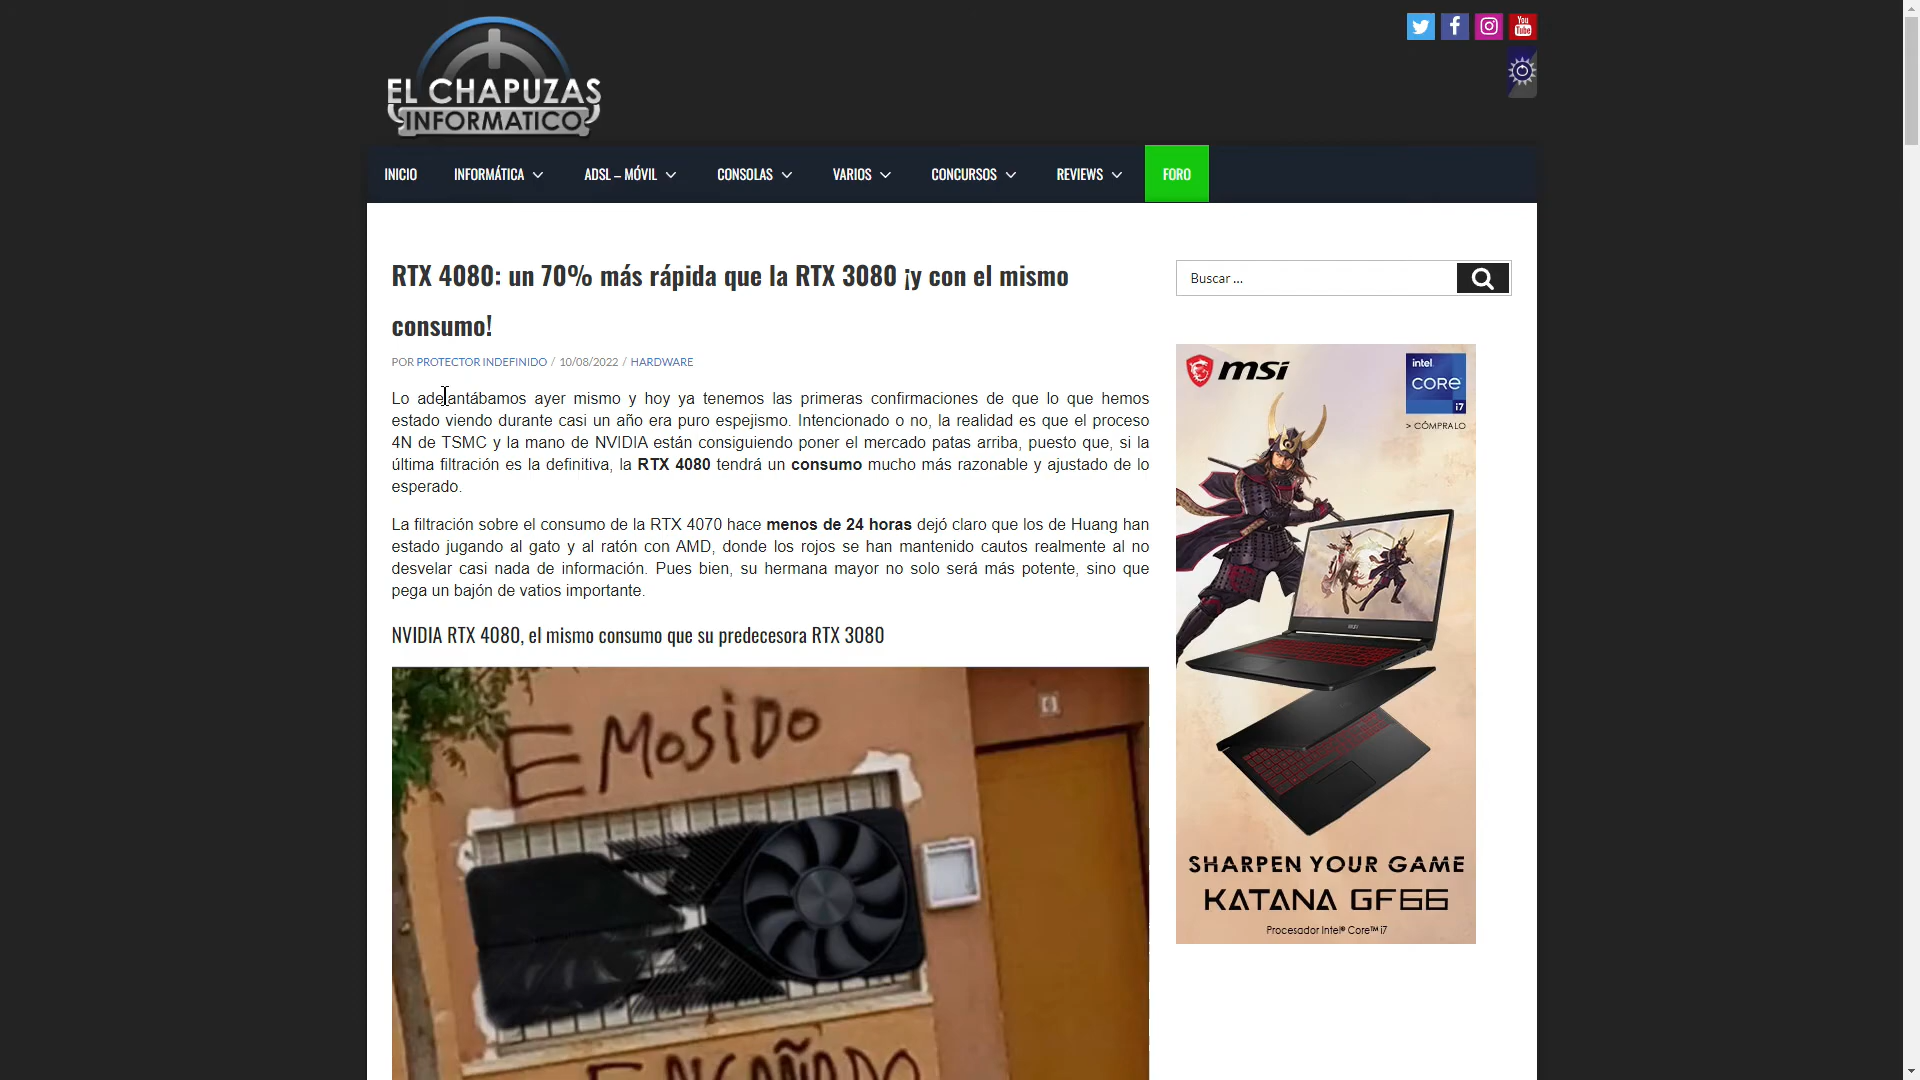 EL CHAPUZAS
INFORMATICO
You
Tube
INICIO
INFORMÁTICA
ADSL – MÓVIL
CONSOLAS
VARIOS
CONCURSOS
REVIEWS
FORO
RTX 4080: un 70% más rápida que la RTX 3080 ¡y con el mismo
consumo!
POR PROTECTOR INDEFINIDO / 10/08/2022 / HARDWARE
Lo adelantábamos ayer mismo y hoy ya tenemos las primeras confirmaciones de que lo que hemos
estado viendo durante casi un año era puro espejismo. Intencionado o no, la realidad es que el proceso
4N de TSMC y la mano de NVIDIA están consiguiendo poner el mercado patas arriba, puesto que, si la
última filtración es la definitiva, la RTX 4080 tendrá un consumo mucho más razonable y ajustado de lo
esperado.
La filtración sobre el consumo de la RTX 4070 hace menos de 24 horas dejó claro que los de Huang han
estado jugando al gato y al ratón con AMD, donde los rojos se han mantenido cautos realmente al no
desvelar casi nada de información. Pues bien, su hermana mayor no solo será más potente, sino que
pega un bajón de vatios importante.
NVIDIA RTX 4080, el mismo consumo que su predecesora RTX 3080
EMOSIDO
ENGAÑADO
Buscar ...
msi
intel
CORE
i7
> CÓMPRALO
msi
SHARPEN YOUR GAME
KATANA GF66
Procesador Intel® Core™ i7